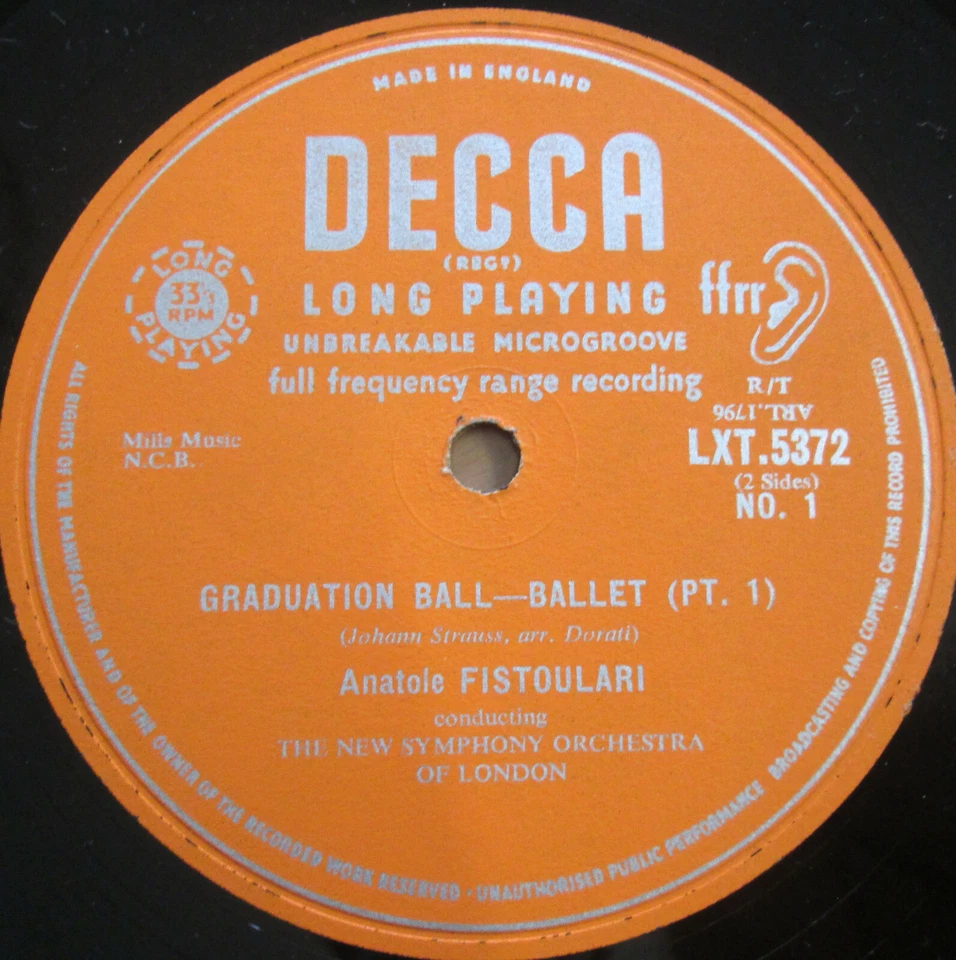 MADE IN ENGLAND
DECCA
(REGᴰ)
LONG PLAYING
33⅓
RPM
LONG PLAYING
ffrr
UNBREAKABLE MICROGROOVE
full frequency range recording
R/T
ARL.1796
Mills Music
N.C.B.
LXT.5372
(2 Sides)
NO. 1
GRADUATION BALL—BALLET (PT. 1)
(Johann Strauss, arr. Dorati)
Anatole FISTOULARI
conducting
THE NEW SYMPHONY ORCHESTRA
OF LONDON
ALL RIGHTS OF THE MANUFACTURER AND OF THE OWNER OF THE RECORDED WORK RESERVED · UNAUTHORISED PUBLIC PERFORMANCE BROADCASTING AND COPYING OF THIS RECORD PROHIBITED